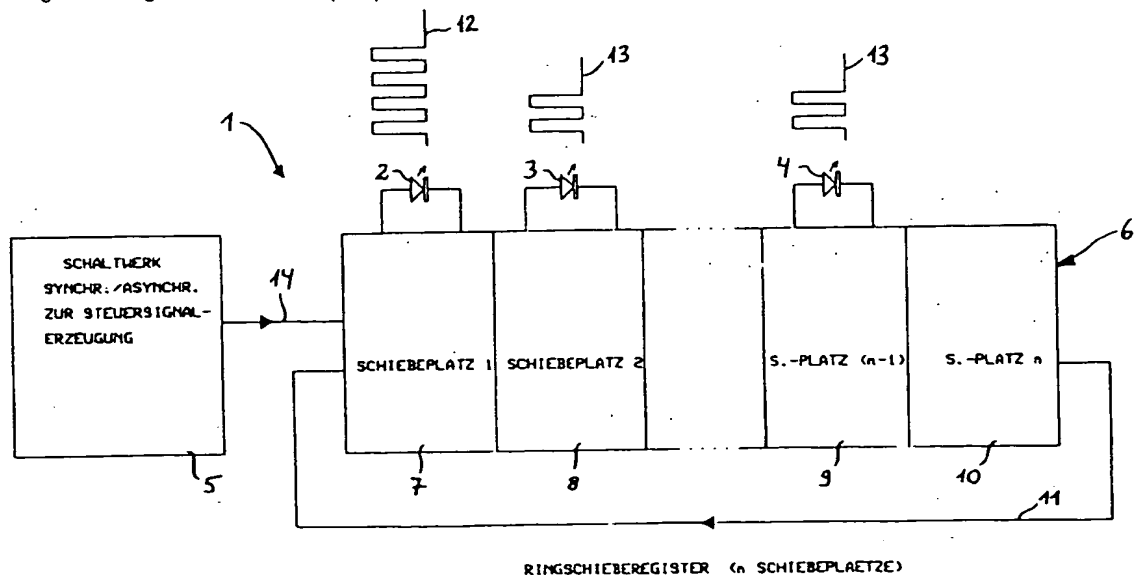 12
13
13
1
2
3
4
6
SCHALTWERK
SYNCHR./ASYNCHR.
ZUR STEUERSIGNAL-
ERZEUGUNG
14
SCHIEBEPLATZ 1
SCHIEBEPLATZ 2
S.-PLATZ (n-1)
S.-PLATZ n
5
7
8
9
10
11
RINGSCHIEBEREGISTER (n SCHIEBEPLAETZE)